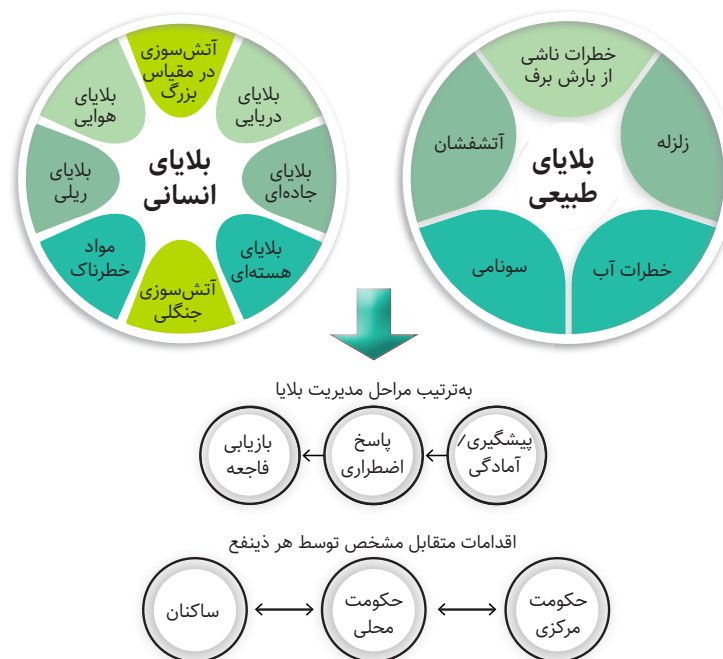 بلایای
طبیعی
خطرات ناشی
از بارش برف
زلزله
خطرات آب
سونامی
آتشفشان
بلایای
انسانی
آتش‌سوزی
در مقیاس
بزرگ
بلایای
دریایی
بلایای
جاده‌ای
بلایای
هسته‌ای
آتش‌سوزی
جنگلی
مواد
خطرناک
بلایای
ریلی
بلایای
هوایی
به‌ترتیب مراحل مدیریت بلایا
پیشگیری/
آمادگی
پاسخ
اضطراری
بازیابی
فاجعه
اقدامات متقابل مشخص توسط هر ذینفع
حکومت
مرکزی
حکومت
محلی
ساکنان